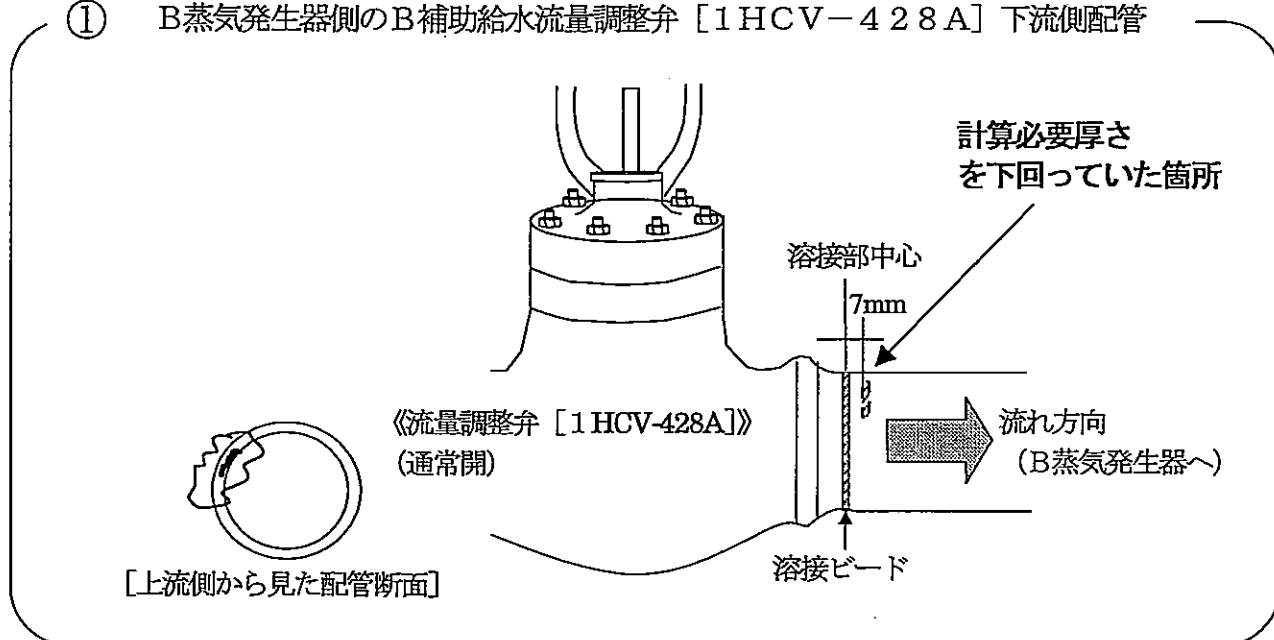 ① B蒸気発生器側のB補助給水流量調整弁［1HCV－428A］下流側配管
計算必要厚さ
を下回っていた箇所
溶接部中心
7mm
《流量調整弁［1HCV-428A］》
（通常開）
流れ方向
（B蒸気発生器へ）
［上流側から見た配管断面］
溶接ビード